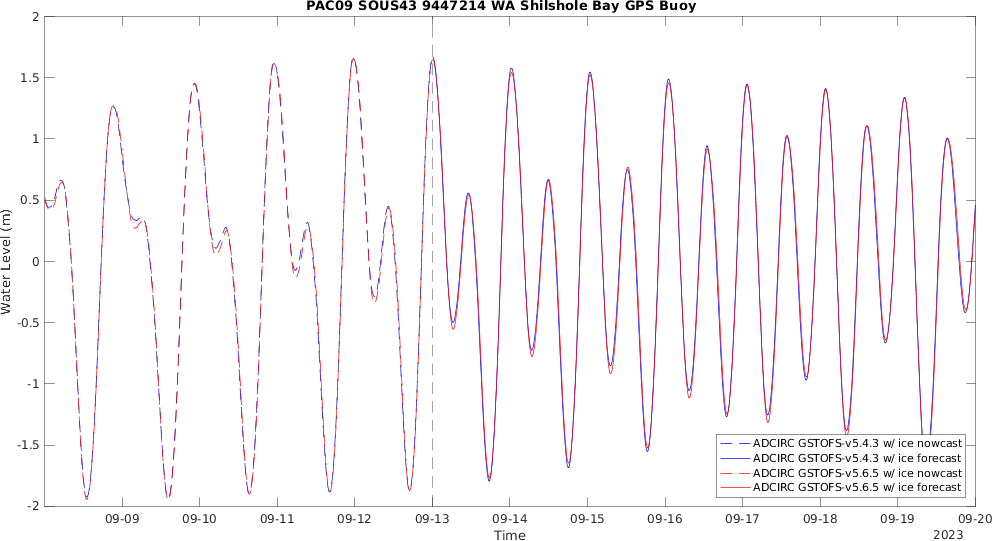 PAC09 SOUS43 9447214 WA Shilshole Bay GPS Buoy
2
1.5
1
0.5
0
-0.5
-1
-1.5
-2
Water Level (m)
ADCIRC GSTOFS-v5.4.3 w/ ice nowcast
ADCIRC GSTOFS-v5.4.3 w/ ice forecast
ADCIRC GSTOFS-v5.6.5 w/ ice nowcast
ADCIRC GSTOFS-v5.6.5 w/ ice forecast
09-09 09-10 09-11 09-12 09-13 09-14 09-15 09-16 09-17 09-18 09-19 09-20
Time
2023